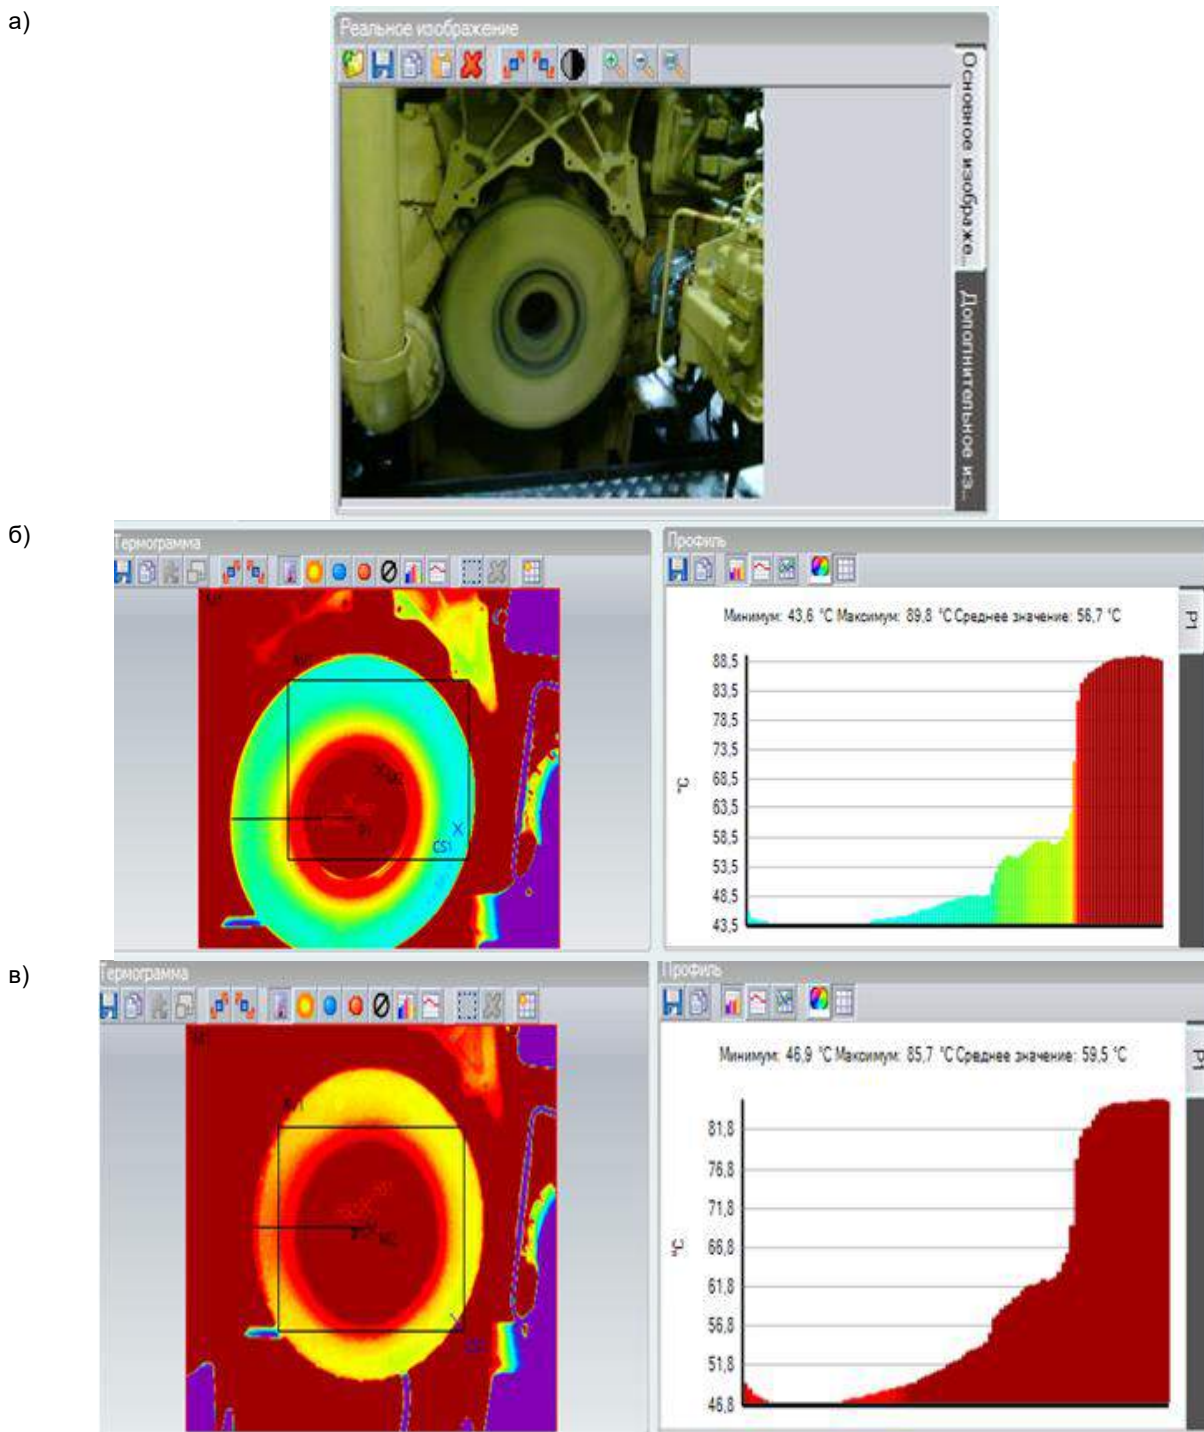 а)
Реальное изображение
Основное изображе...
Дополнительное из...
б)
Термограмма
CS1
Профиль
Минимум: 43,6 °C Максимум: 89,8 °C Среднее значение: 56,7 °C
P1
88,5
83,5
78,5
73,5
68,5
63,5
58,5
53,5
48,5
43,5
°C
в)
Термограмма
Профиль
Минимум: 46,9 °C Максимум: 85,7 °C Среднее значение: 59,5 °C
P1
81,8
76,8
71,8
66,8
61,8
56,8
51,8
46,8
°C